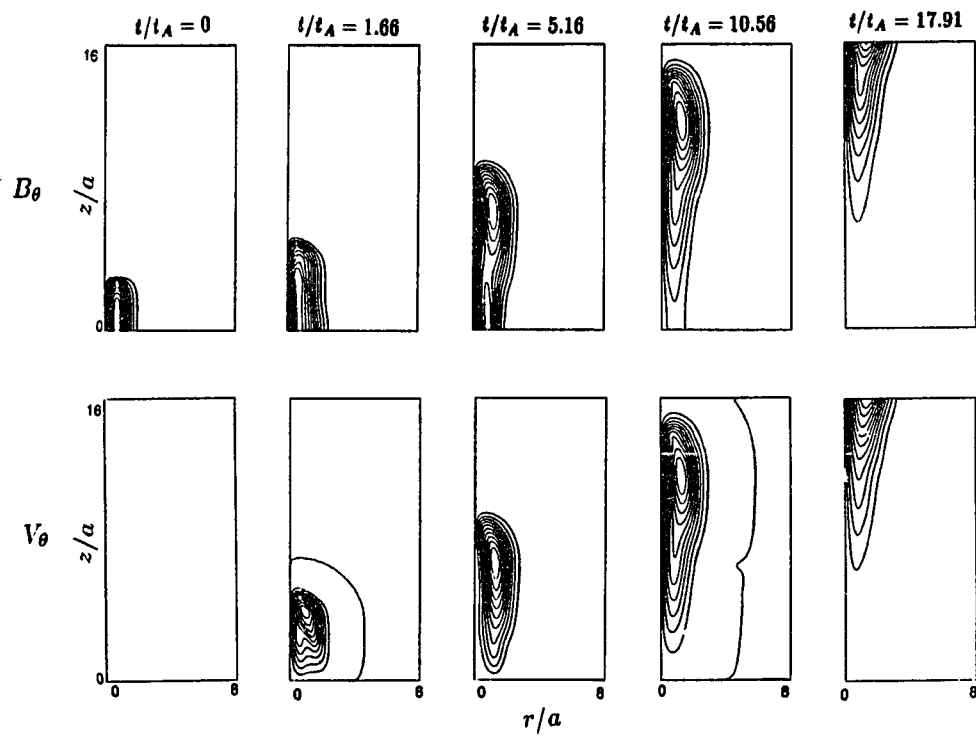 t/t_A = 0 t/t_A = 1.66 t/t_A = 5.16 t/t_A = 10.56 t/t_A = 17.91
16
B_θ
z/a
0
16
V_θ
z/a
0
0 8 0 8 0 8 0 8 0 8
r/a